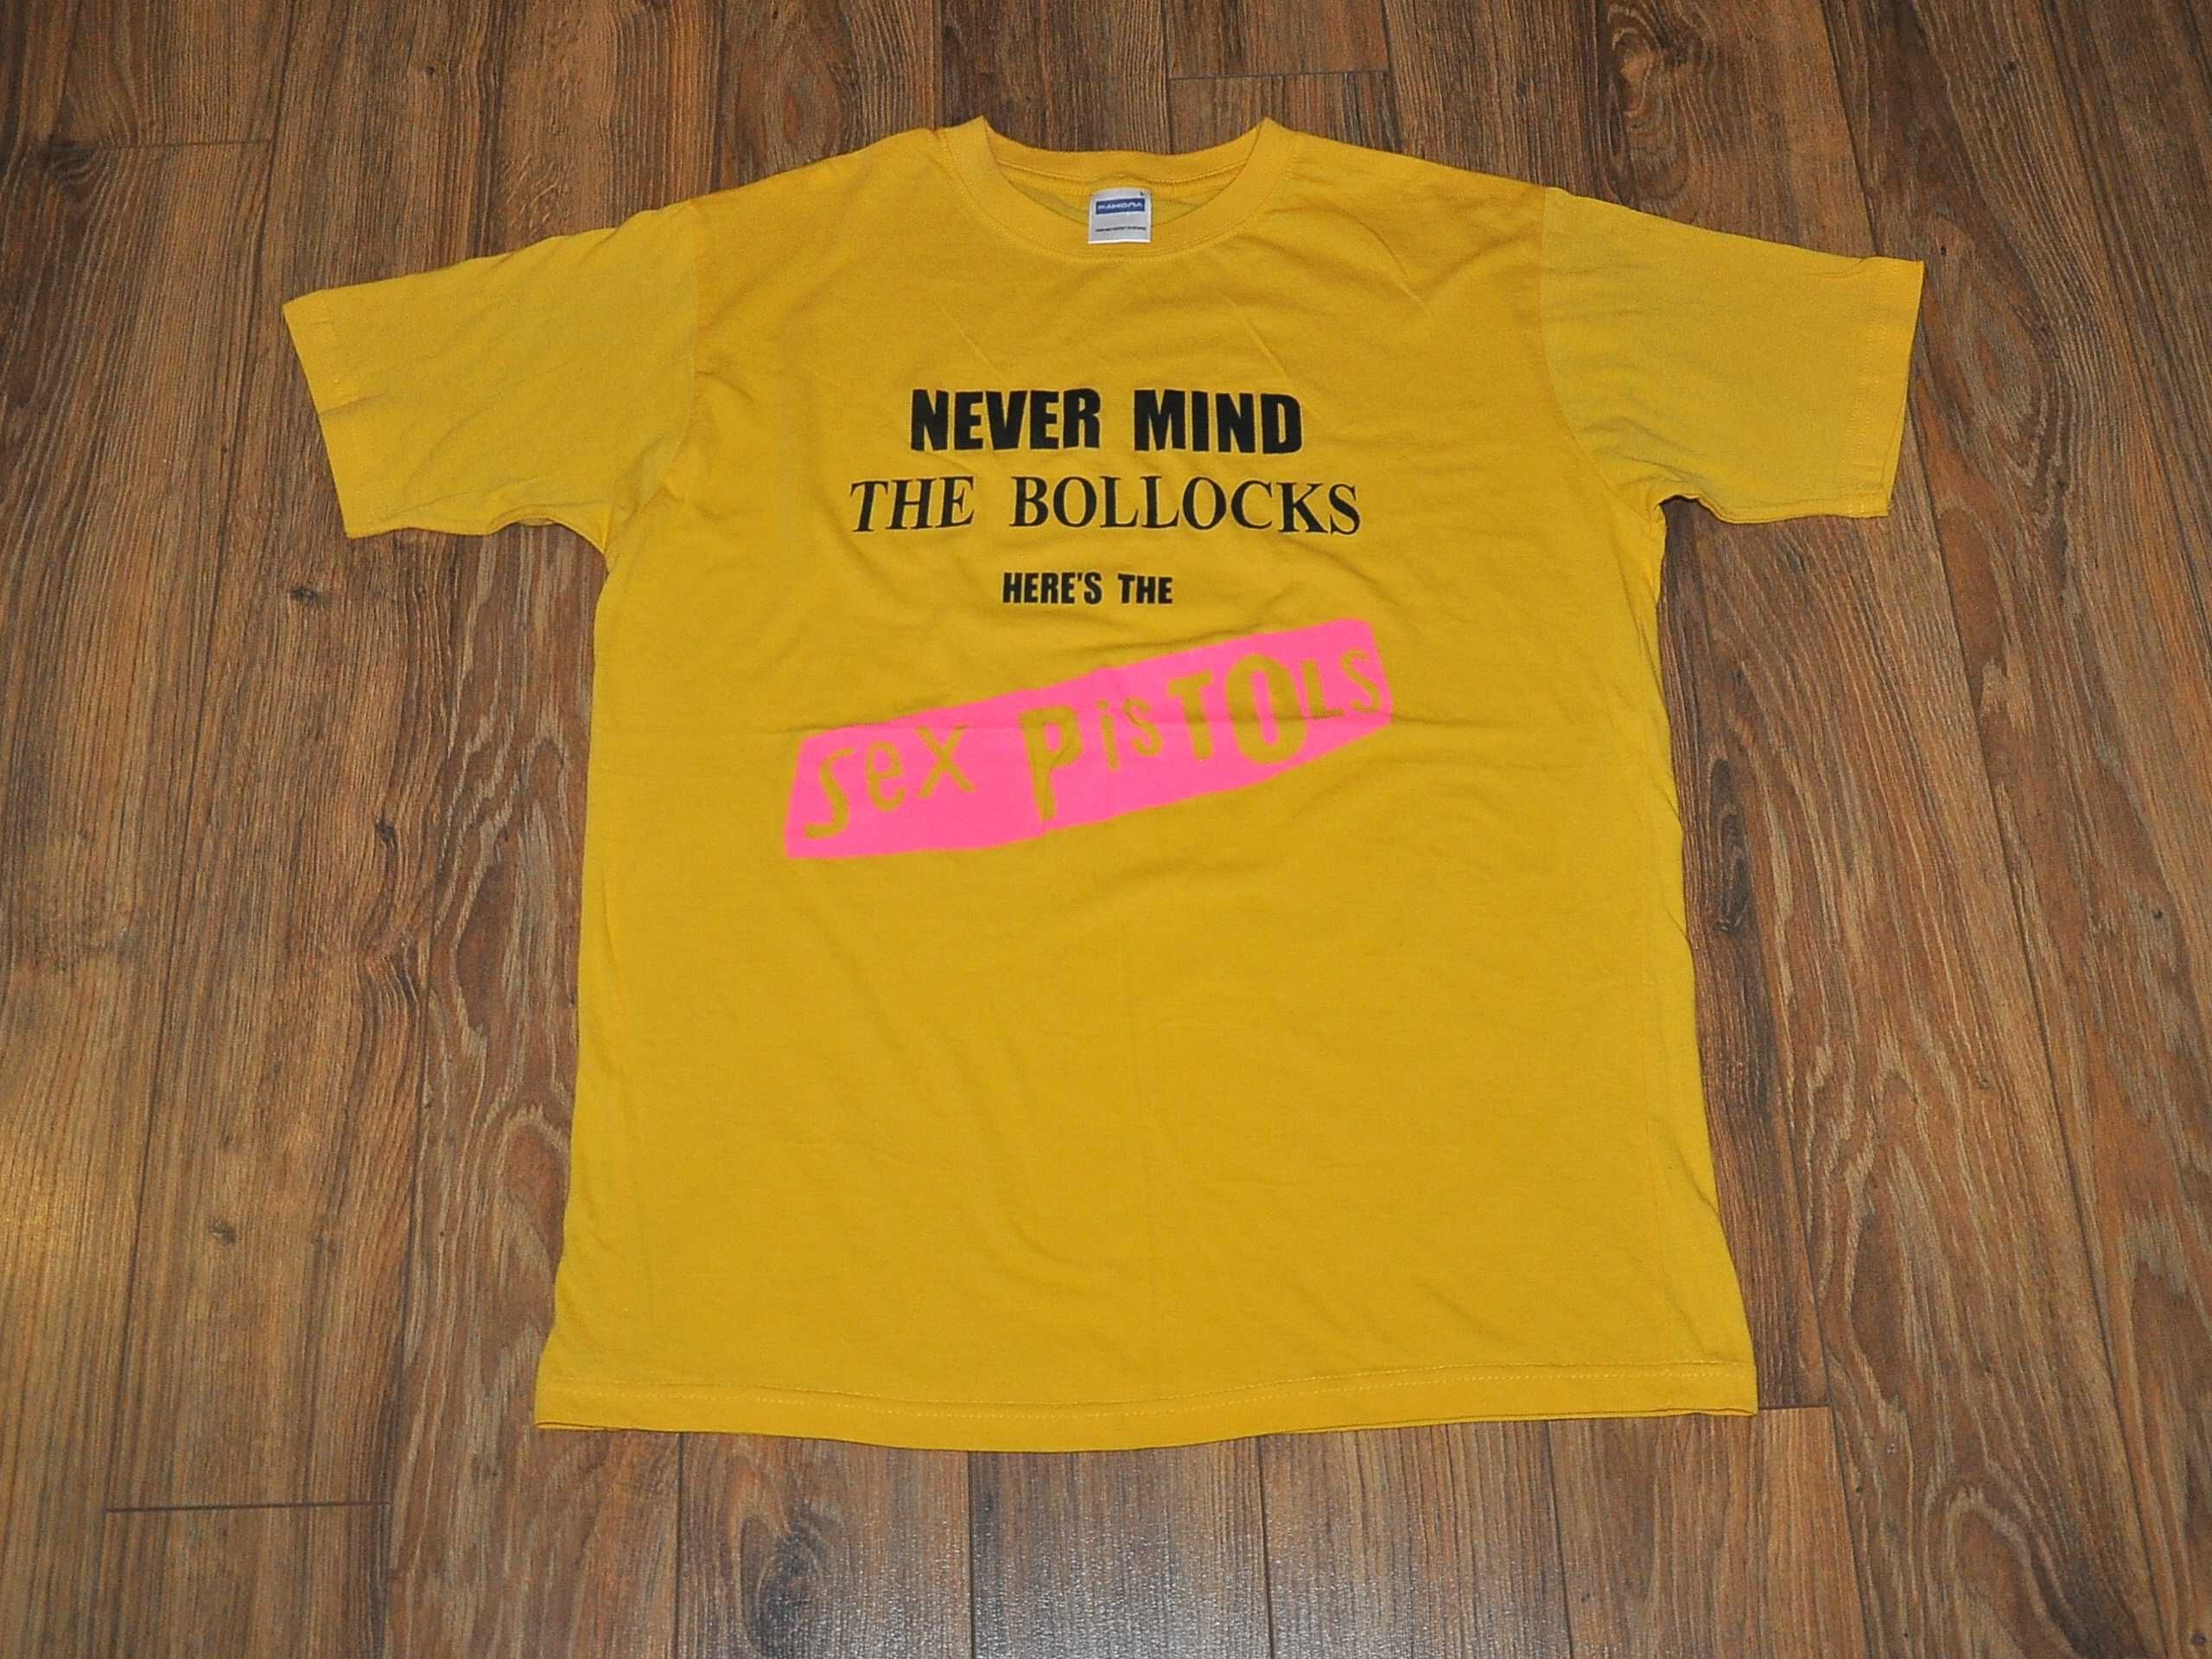 NEVER MIND
THE BOLLOCKS
HERE'S THE
Sex PisTOLS